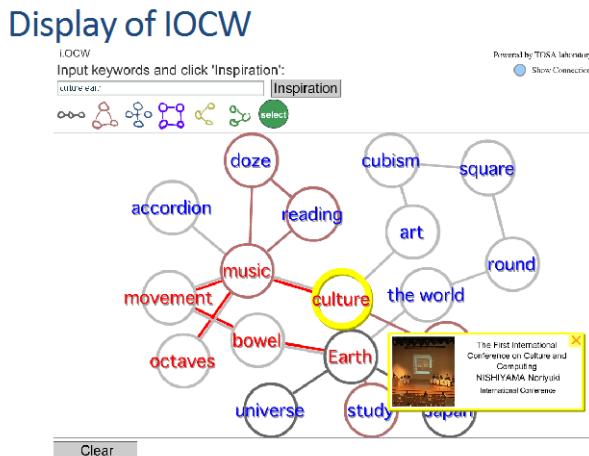 Display of IOCW
i.OCW
Powered by TOSA laboratory
Input keywords and click 'Inspiration':
Show Connection
Inspiration
select
doze
cubism
square
accordion
reading
art
music
round
movement
culture
the world
bowel
octaves
Earth
The First International
Conference on Culture and
Computing
NISHIYAMA Noriyuki
International Conference
universe
study
Japan
Clear